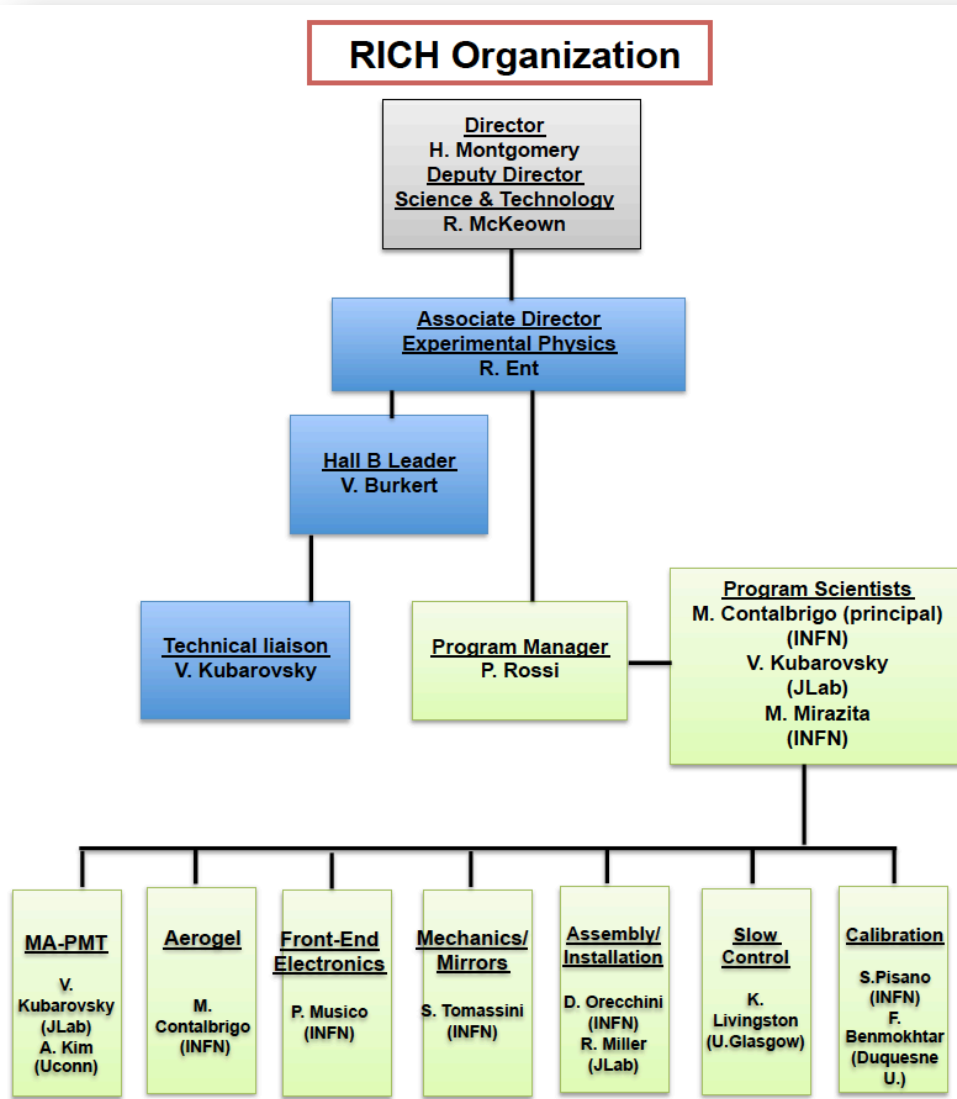 RICH Organization
Director
H. Montgomery
Deputy Director
Science & Technology
R. McKeown
Associate Director
Experimental Physics
R. Ent
Hall B Leader
V. Burkert
Technical liaison
V. Kubarovsky
Program Manager
P. Rossi
Program Scientists
M. Contalbrigo (principal)
(INFN)
V. Kubarovsky
(JLab)
M. Mirazita
(INFN)
MA-PMT
V.
Kubarovsky
(JLab)
A. Kim
(Uconn)
Aerogel
M.
Contalbrigo
(INFN)
Front-End
Electronics
P. Musico
(INFN)
Mechanics/
Mirrors
S. Tomassini
(INFN)
Assembly/
Installation
D. Orecchini
(INFN)
R. Miller
(JLab)
Slow
Control
K.
Livingston
(U.Glasgow)
Calibration
S.Pisano
(INFN)
F.
Benmokhtar
(Duquesne
U.)